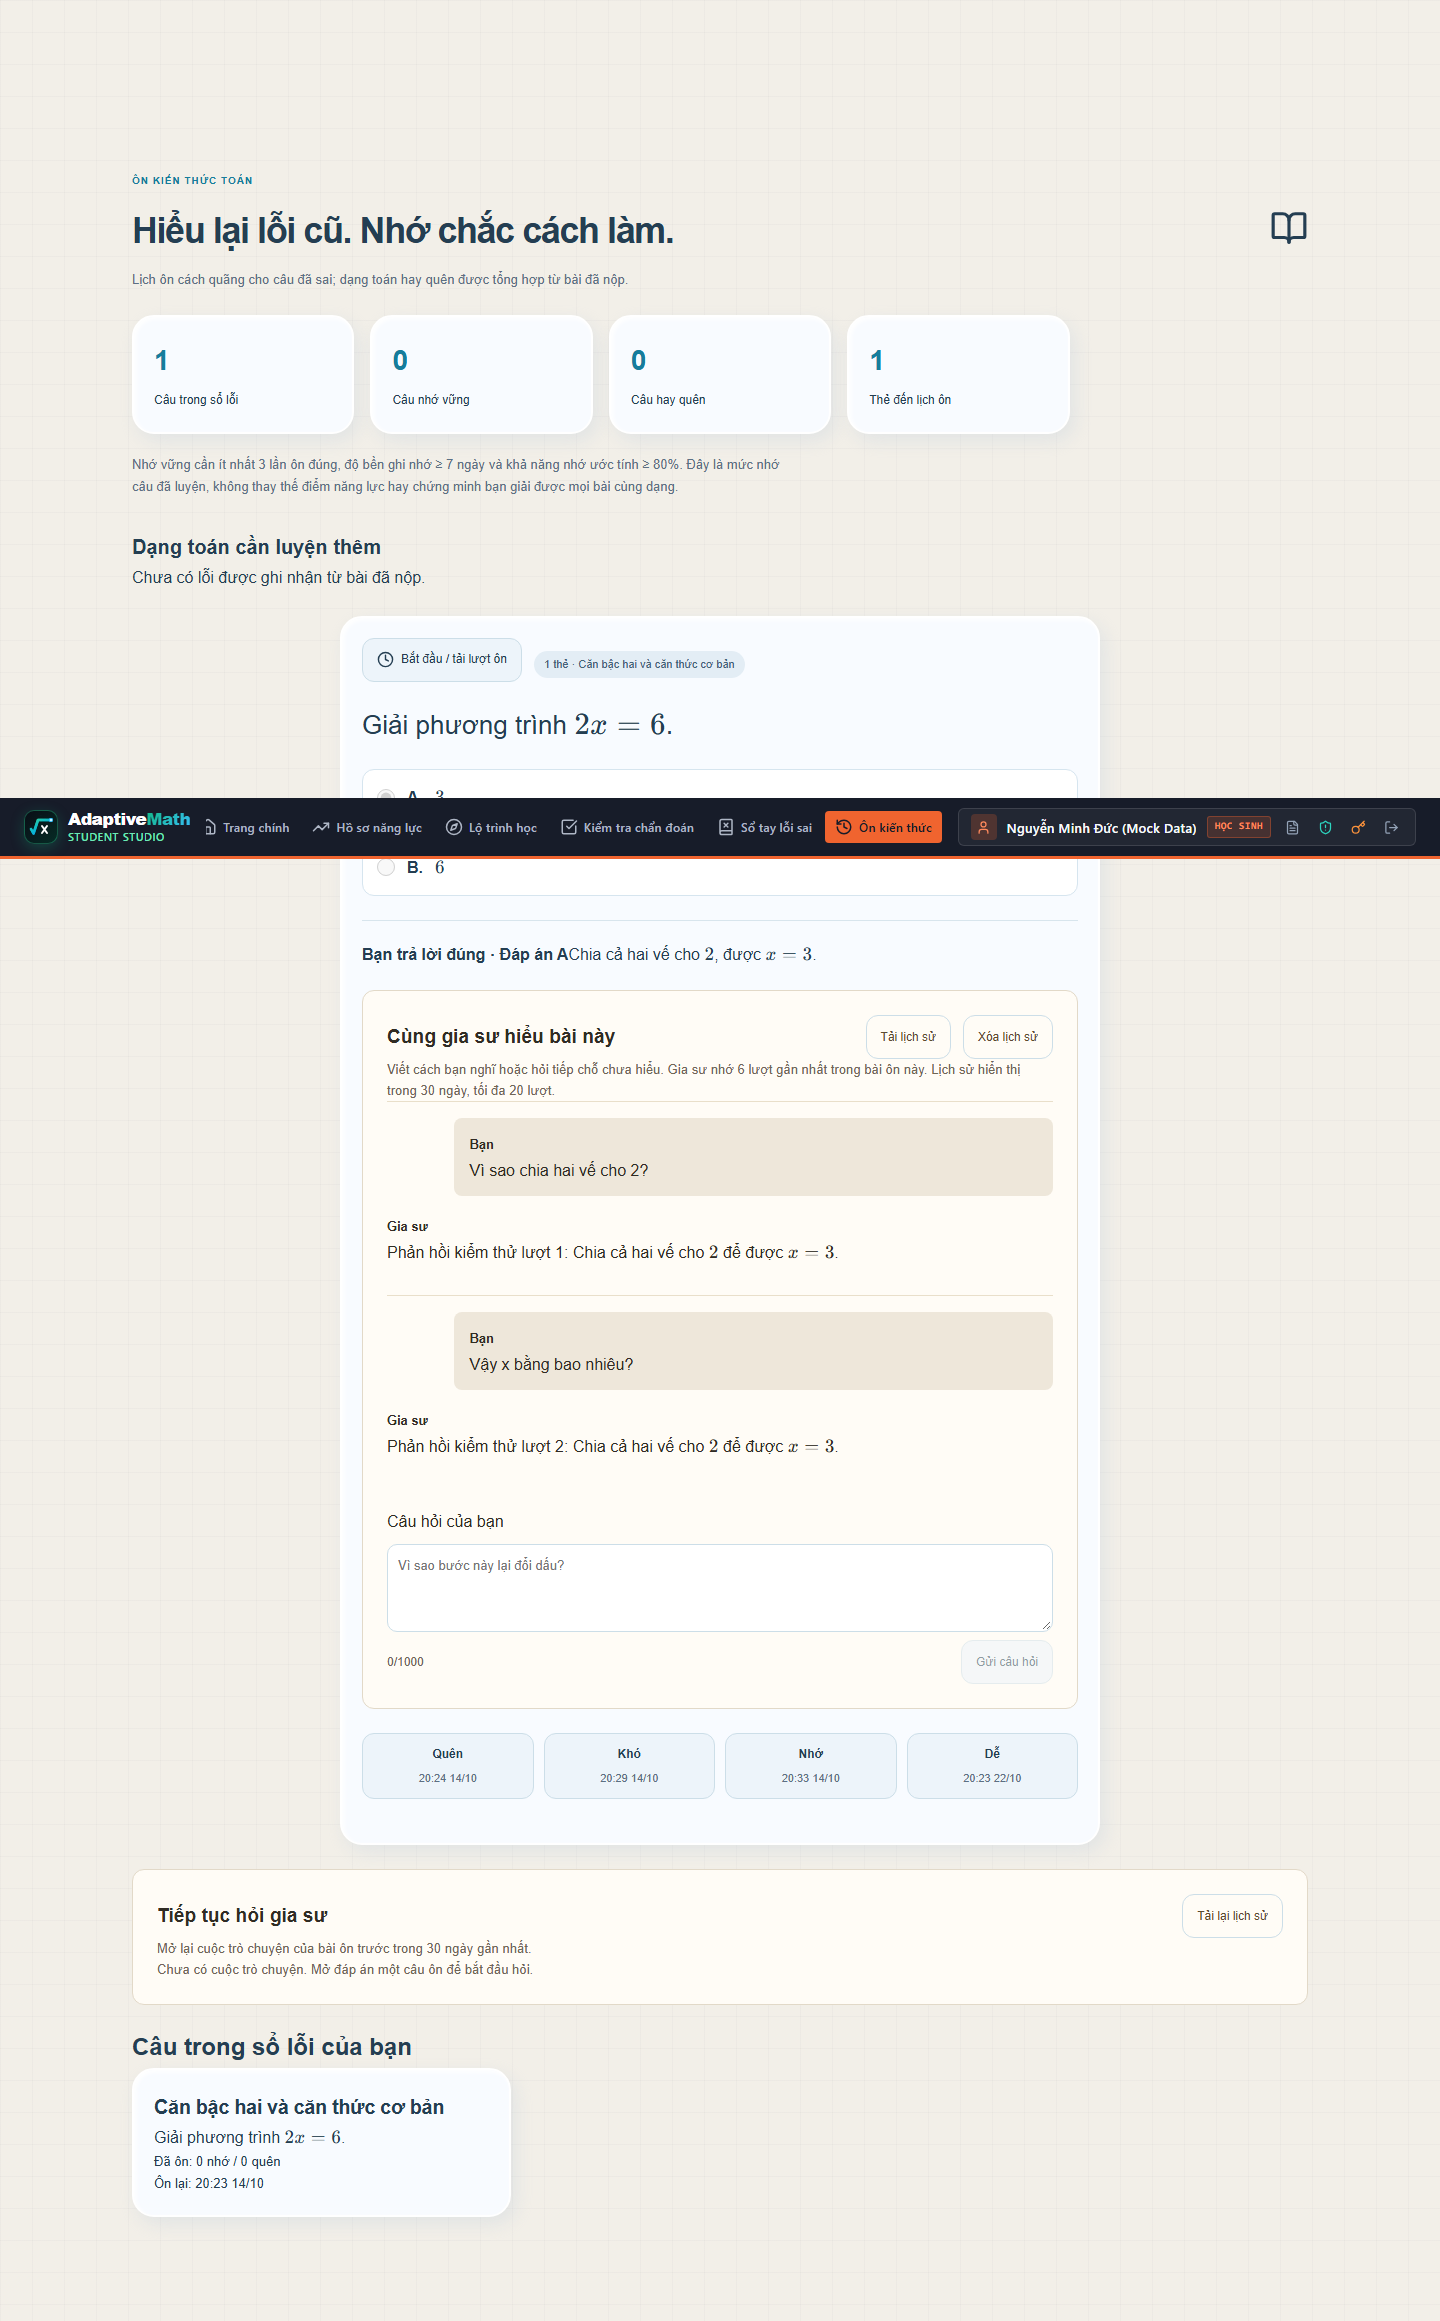 ÔN KIẾN THỨC TOÁN
Hiểu lại lỗi cũ. Nhớ chắc cách làm.
Lịch ôn cách quãng cho câu đã sai; dạng toán hay quên được tổng hợp từ bài đã nộp.
1
Câu trong sổ lỗi
0
Câu nhớ vững
0
Câu hay quên
1
Thẻ đến lịch ôn
Nhớ vững cần ít nhất 3 lần ôn đúng, độ bền ghi nhớ ≥ 7 ngày và khả năng nhớ ước tính ≥ 80%. Đây là mức nhớ
câu đã luyện, không thay thế điểm năng lực hay chứng minh bạn giải được mọi bài cùng dạng.
Dạng toán cần luyện thêm
Chưa có lỗi được ghi nhận từ bài đã nộp.
Bắt đầu / tải lượt ôn
1 thẻ · Căn bậc hai và căn thức cơ bản
Giải phương trình 2x = 6.
A. 3
AdaptiveMath
STUDENT STUDIO
Trang chính
Hồ sơ năng lực
Lộ trình học
Kiểm tra chẩn đoán
Sổ tay lỗi sai
Ôn kiến thức
Nguyễn Minh Đức (Mock Data)
HỌC SINH
B. 6
Bạn trả lời đúng · Đáp án AChia cả hai vế cho 2, được x = 3.
Cùng gia sư hiểu bài này
Tải lịch sử
Xóa lịch sử
Viết cách bạn nghĩ hoặc hỏi tiếp chỗ chưa hiểu. Gia sư nhớ 6 lượt gần nhất trong bài ôn này. Lịch sử hiển thị
trong 30 ngày, tối đa 20 lượt.
Bạn
Vì sao chia hai vế cho 2?
Gia sư
Phản hồi kiểm thử lượt 1: Chia cả hai vế cho 2 để được x = 3.
Bạn
Vậy x bằng bao nhiêu?
Gia sư
Phản hồi kiểm thử lượt 2: Chia cả hai vế cho 2 để được x = 3.
Câu hỏi của bạn
Vì sao bước này lại đổi dấu?
0/1000
Gửi câu hỏi
Quên
20:24 14/10
Khó
20:29 14/10
Nhớ
20:33 14/10
Dễ
20:23 22/10
Tiếp tục hỏi gia sư
Tải lại lịch sử
Mở lại cuộc trò chuyện của bài ôn trước trong 30 ngày gần nhất.
Chưa có cuộc trò chuyện. Mở đáp án một câu ôn để bắt đầu hỏi.
Câu trong sổ lỗi của bạn
Căn bậc hai và căn thức cơ bản
Giải phương trình 2x = 6.
Đã ôn: 0 nhớ / 0 quên
Ôn lại: 20:23 14/10